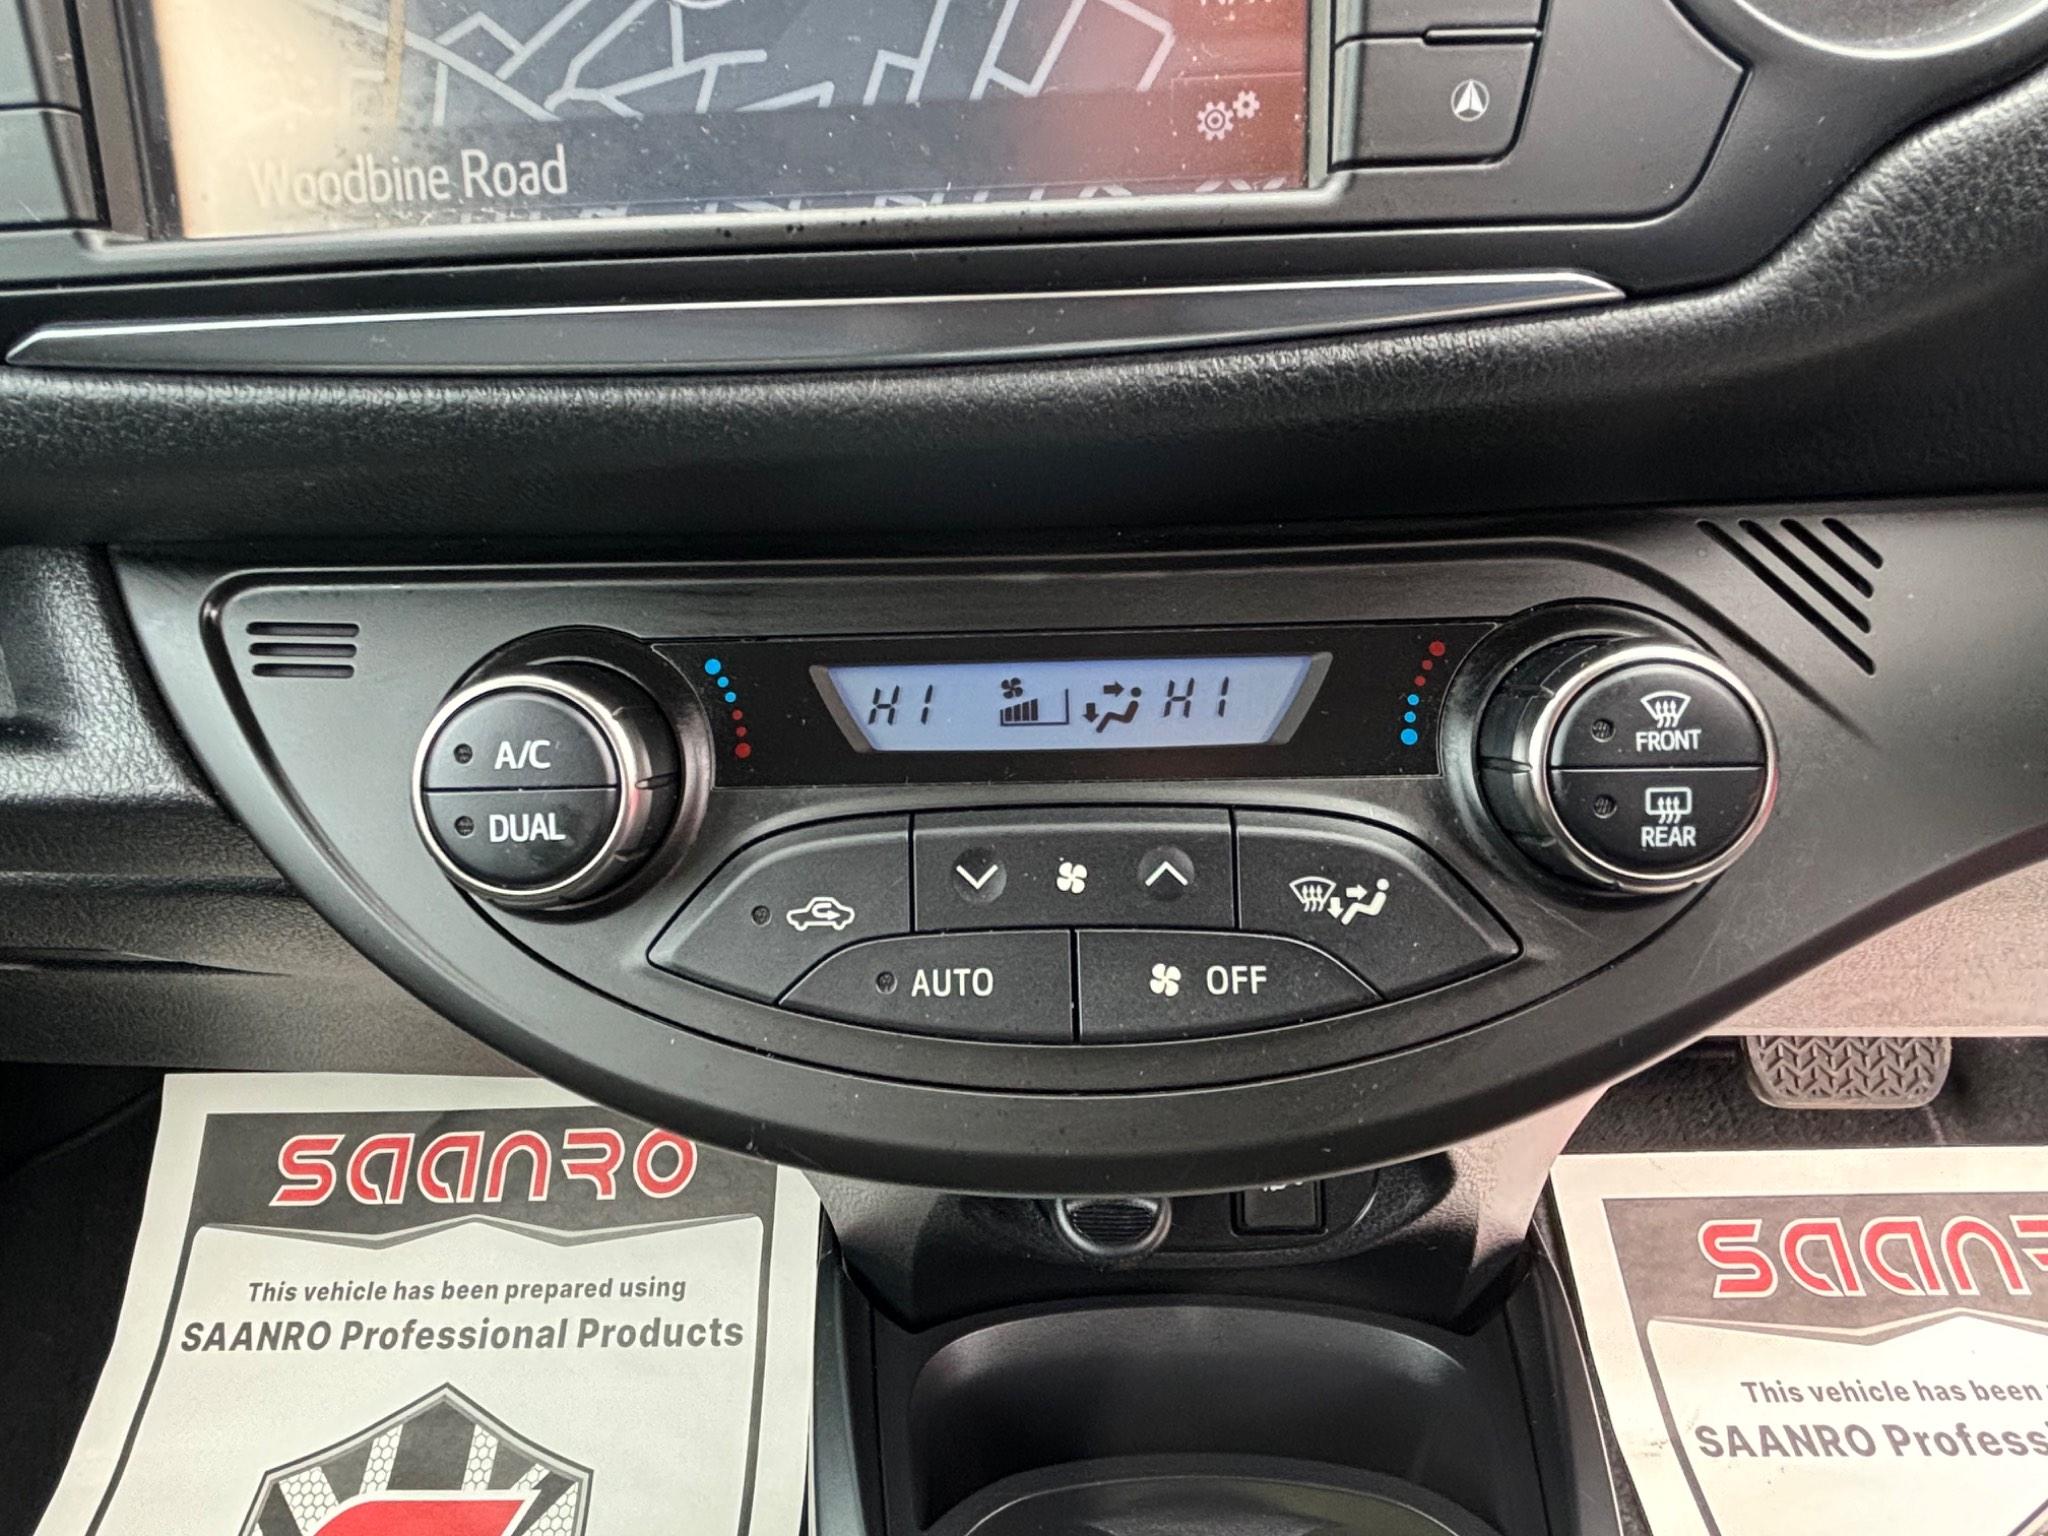 Woodbine Road
HI HI
A/C
DUAL
FRONT
REAR
AUTO
OFF
SAANRO
This vehicle has been prepared using
SAANRO Professional Products
SAANR
This vehicle has been
SAANRO Profess